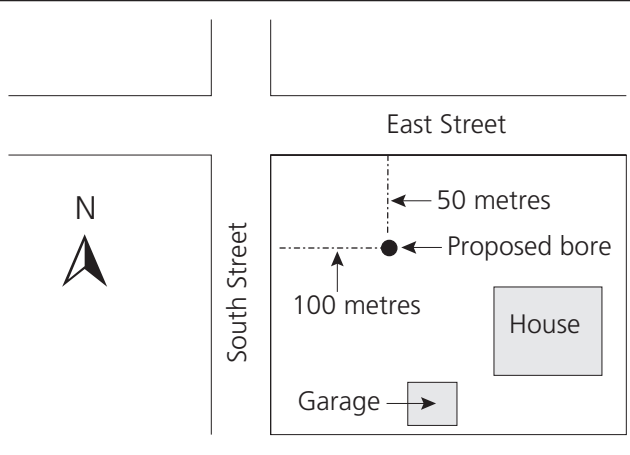 East Street
50 metres
N
Proposed bore
South Street
100 metres
House
Garage